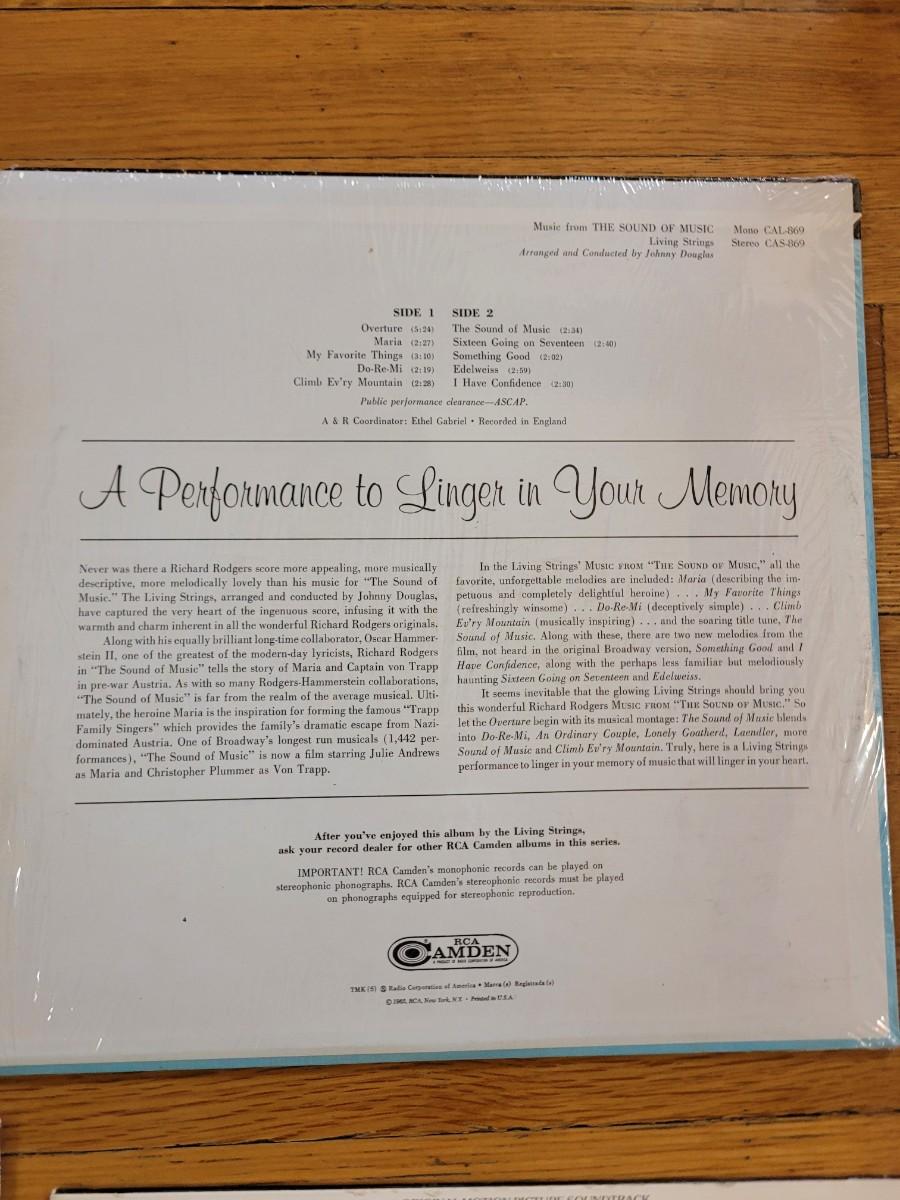 Music from THE SOUND OF MUSIC Mono CAL-869
Living Strings Stereo CAS-869
Arranged and Conducted by Johnny Douglas
SIDE 1 SIDE 2
Overture (5:24) The Sound of Music (2:34)
Maria (2:27) Sixteen Going on Seventeen (2:40)
My Favorite Things (3:10) Something Good (2:02)
Do-Re-Mi (2:19) Edelweiss (2:59)
Climb Ev'ry Mountain (2:28) I Have Confidence (2:30)
Public performance clearance—ASCAP.
A & R Coordinator: Ethel Gabriel • Recorded in England
A Performance to Linger in Your Memory
Never was there a Richard Rodgers score more appealing, more musically
descriptive, more melodically lovely than his music for "The Sound of
Music." The Living Strings, arranged and conducted by Johnny Douglas,
have captured the very heart of the ingenuous score, infusing it with the
warmth and charm inherent in all the wonderful Richard Rodgers originals.
Along with his equally brilliant long-time collaborator, Oscar Hammer-
stein II, one of the greatest of the modern-day lyricists, Richard Rodgers
in "The Sound of Music" tells the story of Maria and Captain von Trapp
in pre-war Austria. As with so many Rodgers-Hammerstein collaborations,
"The Sound of Music" is far from the realm of the average musical. Ulti-
mately, the heroine Maria is the inspiration for forming the famous "Trapp
Family Singers" which provides the family's dramatic escape from Nazi-
dominated Austria. One of Broadway's longest run musicals (1,442 per-
formances), "The Sound of Music" is now a film starring Julie Andrews
as Maria and Christopher Plummer as Von Trapp.
In the Living Strings' MUSIC FROM "THE SOUND OF MUSIC," all the
favorite, unforgettable melodies are included: Maria (describing the im-
petuous and completely delightful heroine) . . . My Favorite Things
(refreshingly winsome) . . . Do-Re-Mi (deceptively simple) . . . Climb
Ev'ry Mountain (musically inspiring) . . . and the soaring title tune, The
Sound of Music. Along with these, there are two new melodies from the
film, not heard in the original Broadway version, Something Good and I
Have Confidence, along with the perhaps less familiar but melodiously
haunting Sixteen Going on Seventeen and Edelweiss.
It seems inevitable that the glowing Living Strings should bring you
this wonderful Richard Rodgers MUSIC FROM "THE SOUND OF MUSIC." So
let the Overture begin with its musical montage: The Sound of Music blends
into Do-Re-Mi, An Ordinary Couple, Lonely Goatherd, Laendler, more
Sound of Music and Climb Ev'ry Mountain. Truly, here is a Living Strings
performance to linger in your memory of music that will linger in your heart.
After you've enjoyed this album by the Living Strings,
ask your record dealer for other RCA Camden albums in this series.
IMPORTANT! RCA Camden's monophonic records can be played on
stereophonic phonographs. RCA Camden's stereophonic records must be played
on phonographs equipped for stereophonic reproduction.
4
RCA
CAMDEN
A PRODUCT OF RADIO CORPORATION OF AMERICA
TMK(S) ® Radio Corporation of America • Marca(s) Registrada(s)
© 1965, RCA, New York, N.Y. • Printed in U.S.A.
ORIGINAL MOTION PICTURE SOUNDTRACK